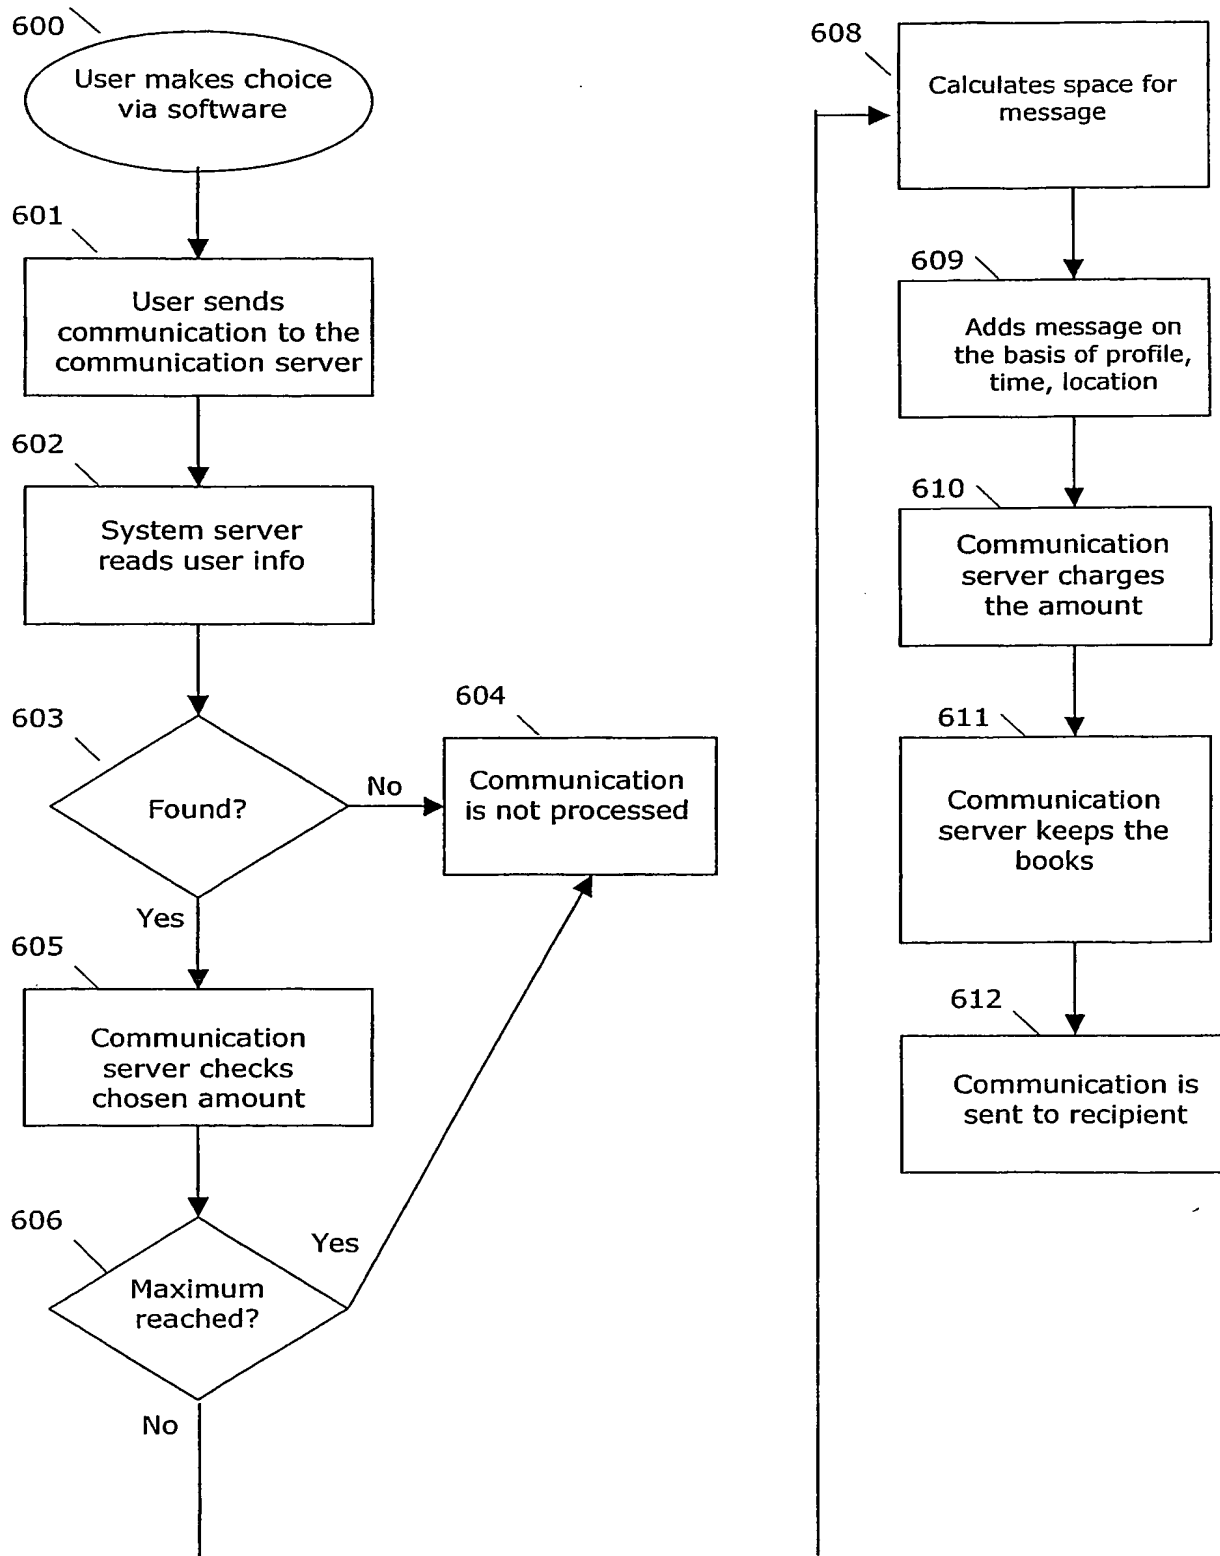 600
User makes choice
via software
601
User sends
communication to the
communication server
602
System server
reads user info
603
Found?
No
604
Communication
is not processed
Yes
605
Communication
server checks
chosen amount
606
Maximum
reached?
Yes
No
608
Calculates space for
message
609
Adds message on
the basis of profile,
time, location
610
Communication
server charges
the amount
611
Communication
server keeps the
books
612
Communication is
sent to recipient